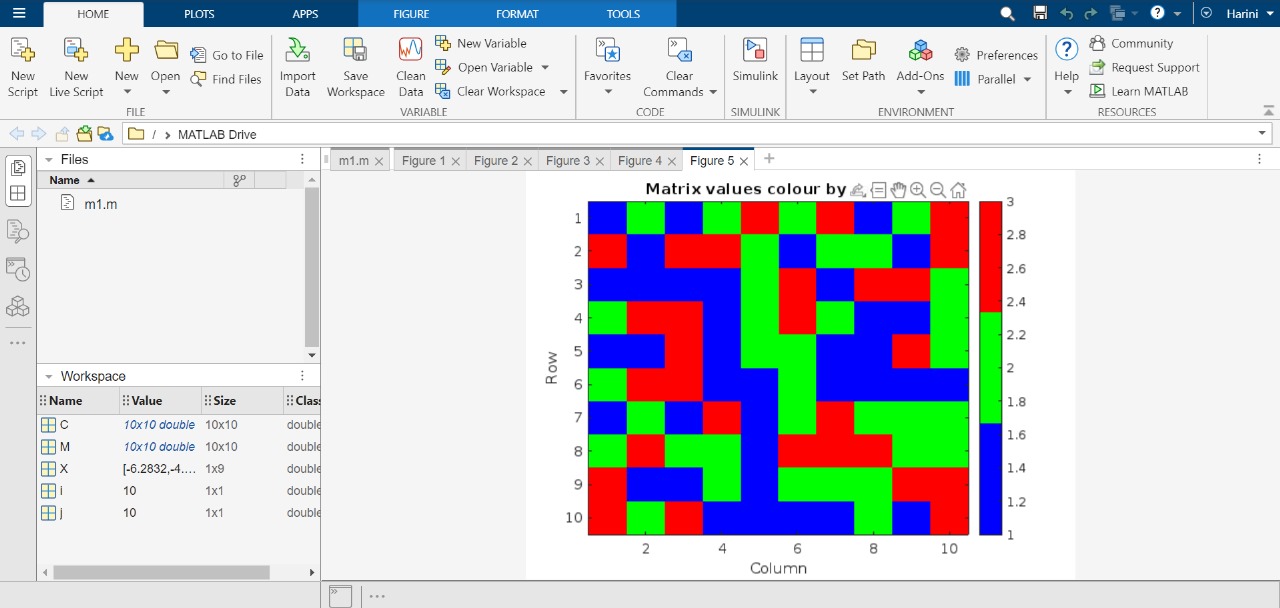 HOME PLOTS APPS FIGURE FORMAT TOOLS ? Harini
New Script
New Live Script
New
Open
Go to File
Find Files
FILE
Import Data
Save Workspace
Clean Data
New Variable
Open Variable
Clear Workspace
VARIABLE
Favorites
Clear Commands
CODE
Simulink
SIMULINK
Layout
Set Path
Add-Ons
Preferences
Parallel
ENVIRONMENT
? Help
Community
Request Support
Learn MATLAB
RESOURCES
/ › MATLAB Drive
Files
Name
m1.m
Workspace
Name Value Size Class
C 10x10 double 10x10 double
M 10x10 double 10x10 double
X [-6.2832,-4.... 1x9 double
i 10 1x1 double
j 10 1x1 double
m1.m × Figure 1 × Figure 2 × Figure 3 × Figure 4 × Figure 5 × +
Matrix values colour by
Row
1
2
3
4
5
6
7
8
9
10
2 4 6 8 10
Column
3
2.8
2.6
2.4
2.2
2
1.8
1.6
1.4
1.2
1